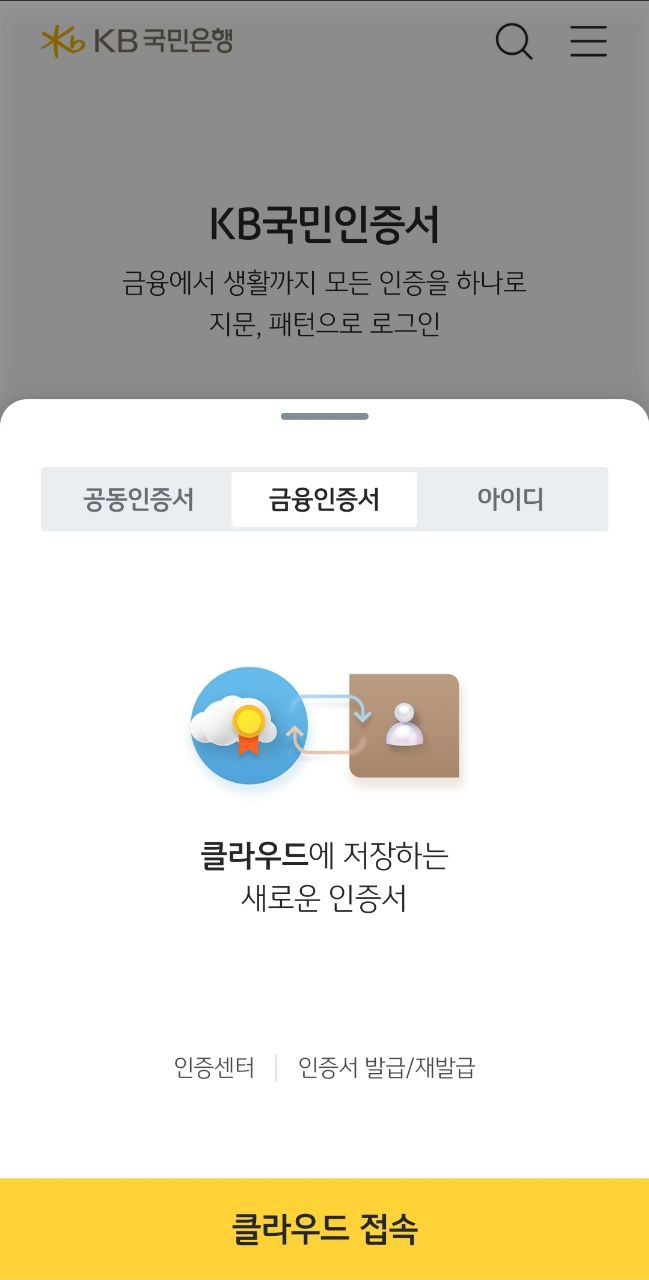 KB 국민은행
KB국민인증서
금융에서 생활까지 모든 인증을 하나로
지문, 패턴으로 로그인
공동인증서 금융인증서 아이디
클라우드에 저장하는
새로운 인증서
인증센터 인증서 발급/재발급
클라우드 접속